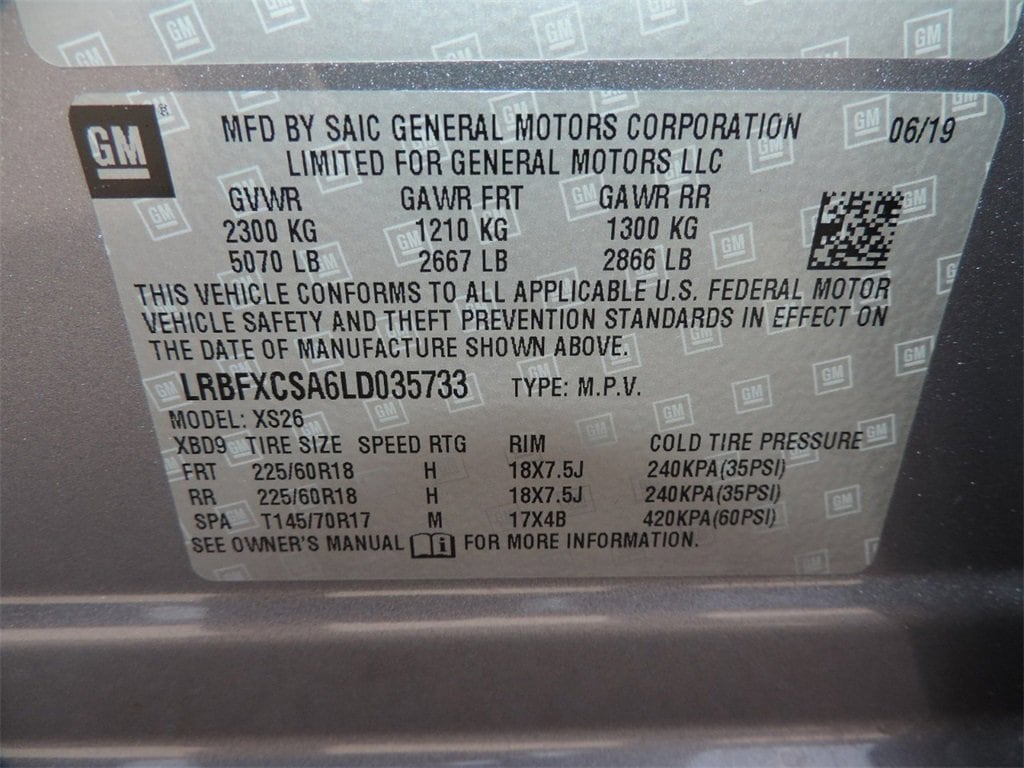 GM ®
MFD BY SAIC GENERAL MOTORS CORPORATION 06/19
LIMITED FOR GENERAL MOTORS LLC
GVWR GAWR FRT GAWR RR
2300 KG 1210 KG 1300 KG
5070 LB 2667 LB 2866 LB
THIS VEHICLE CONFORMS TO ALL APPLICABLE U.S. FEDERAL MOTOR
VEHICLE SAFETY AND THEFT PREVENTION STANDARDS IN EFFECT ON
THE DATE OF MANUFACTURE SHOWN ABOVE.
LRBFXCSA6LD035733 TYPE: M.P.V.
MODEL: XS26
XBD9 TIRE SIZE SPEED RTG RIM COLD TIRE PRESSURE
FRT 225/60R18 H 18X7.5J 240KPA(35PSI)
RR 225/60R18 H 18X7.5J 240KPA(35PSI)
SPA T145/70R17 M 17X4B 420KPA(60PSI)
SEE OWNER'S MANUAL FOR MORE INFORMATION.